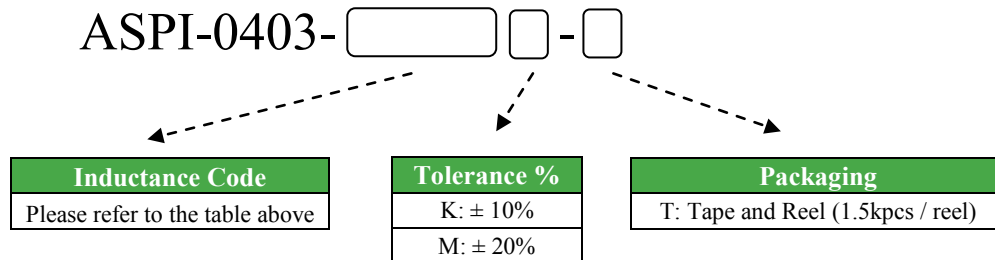 ASPI-0403- -
Inductance Code
Please refer to the table above
Tolerance %
K: ± 10%
M: ± 20%
Packaging
T: Tape and Reel (1.5kpcs / reel)